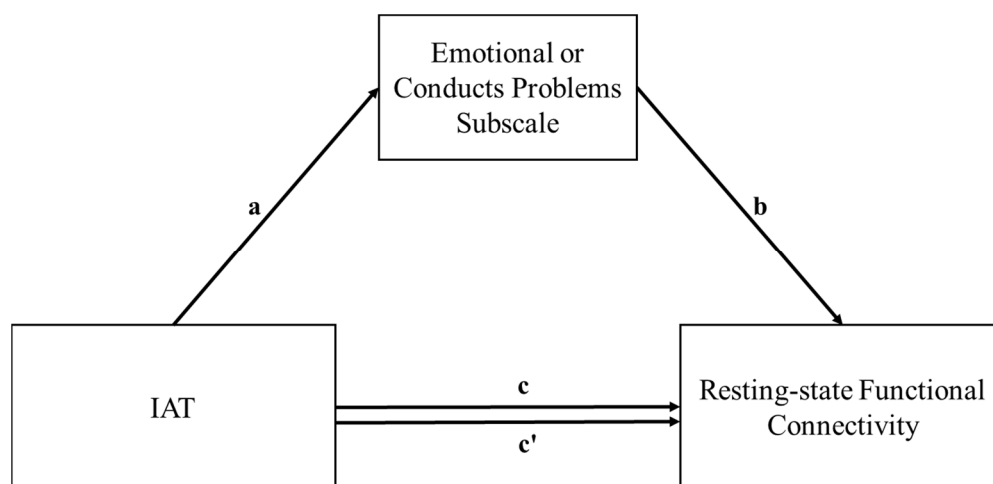 Emotional or
Conducts Problems
Subscale
a
b
IAT
c
c'
Resting-state Functional
Connectivity